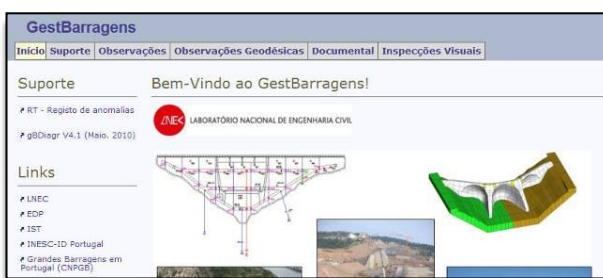 GestBarragens
Início Suporte Observações Observações Geodésicas Documental Inspecções Visuais
Suporte
RT - Registo de anomalias
gBDiagr V4.1 (Maio. 2010)
Links
LNEC
EDP
IST
INESC-ID Portugal
Grandes Barragens em
Portugal (CNPGB)
Bem-Vindo ao GestBarragens!
LNEC LABORATÓRIO NACIONAL DE ENGENHARIA CIVIL